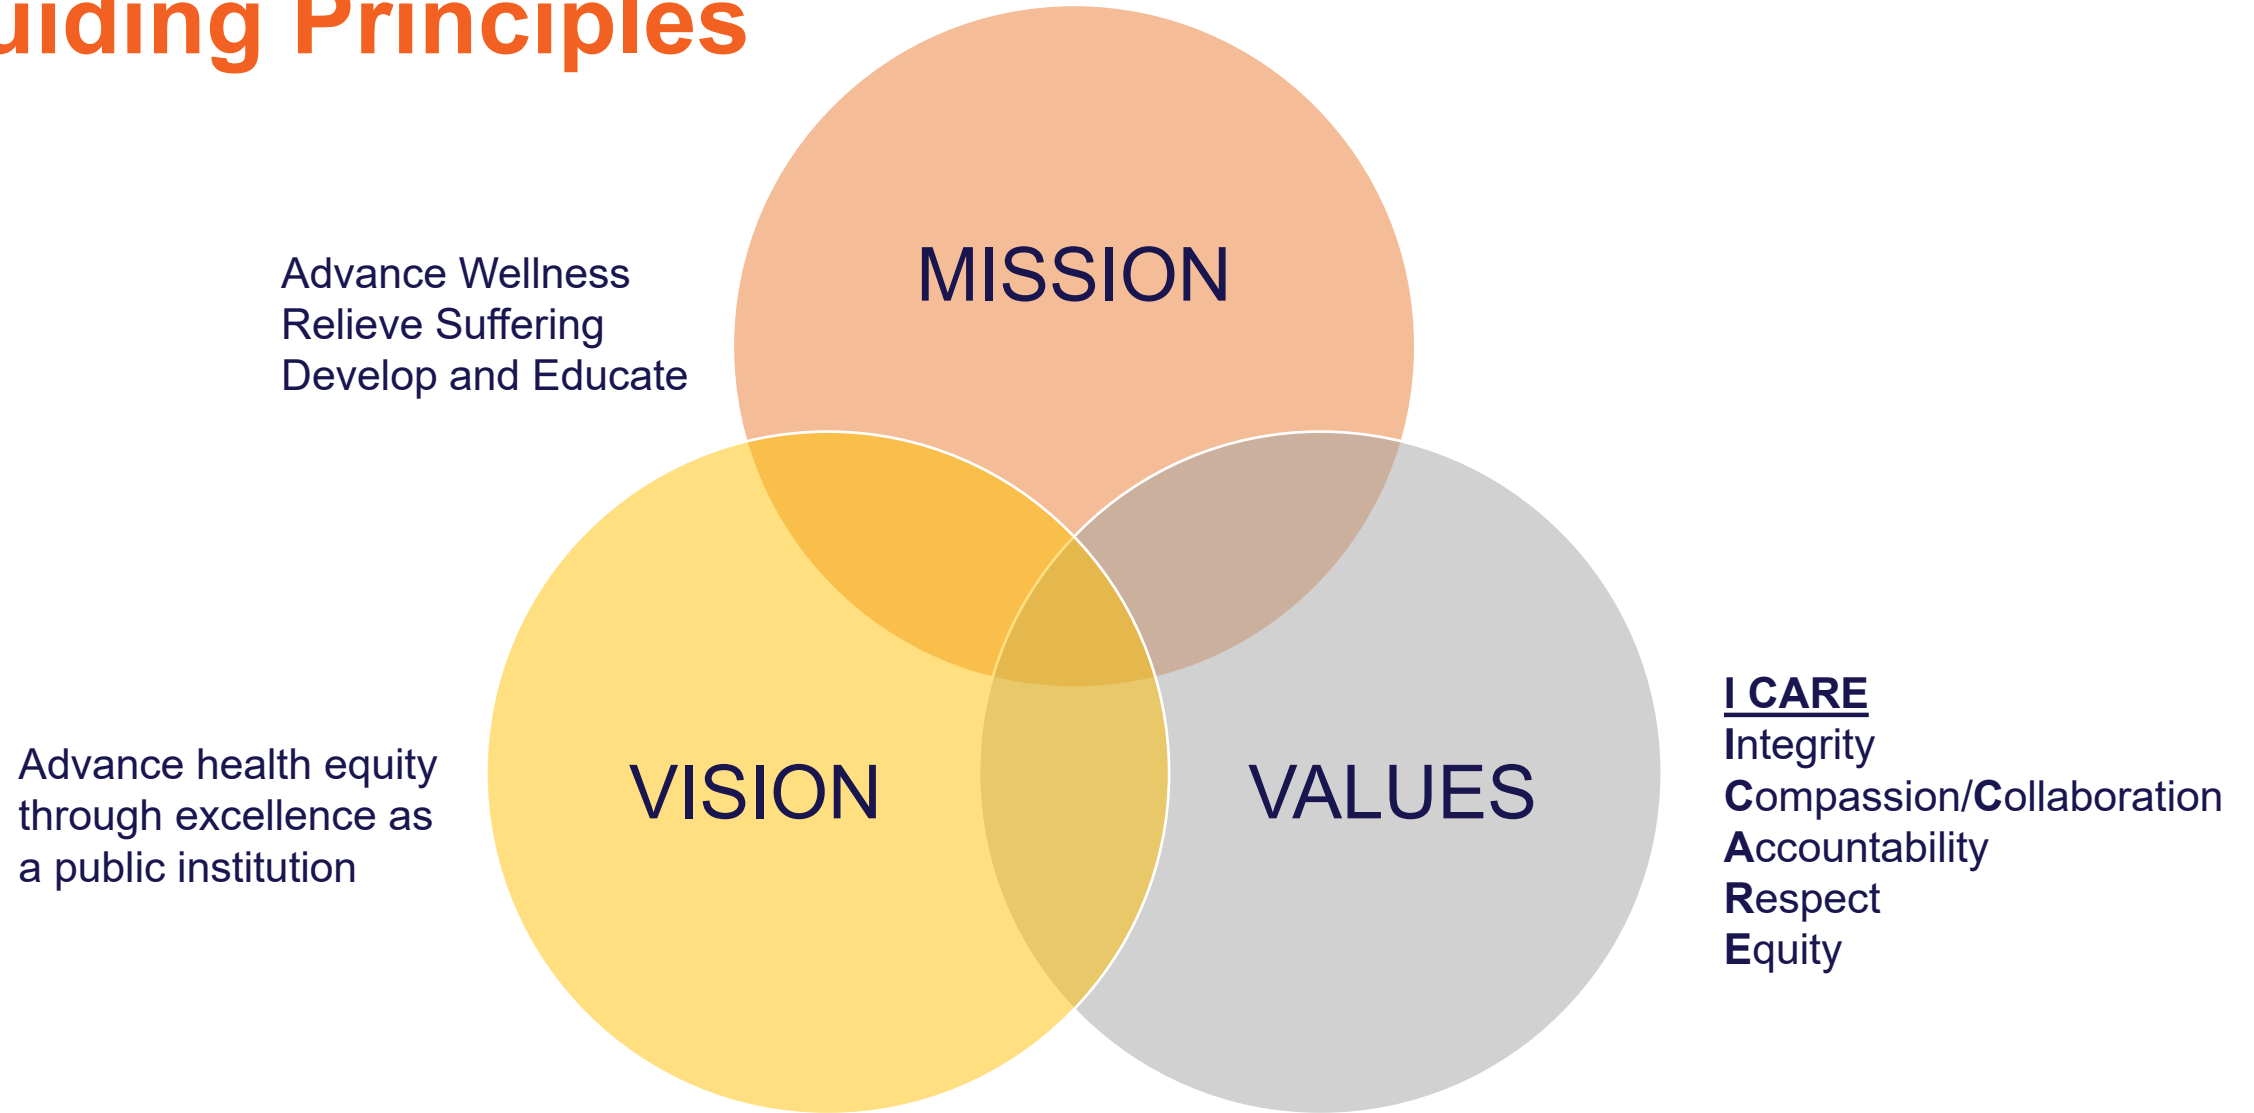 uiding Principles
MISSION
Advance Wellness
Relieve Suffering
Develop and Educate
VISION
Advance health equity
through excellence as
a public institution
VALUES
I CARE
Integrity
Compassion/Collaboration
Accountability
Respect
Equity